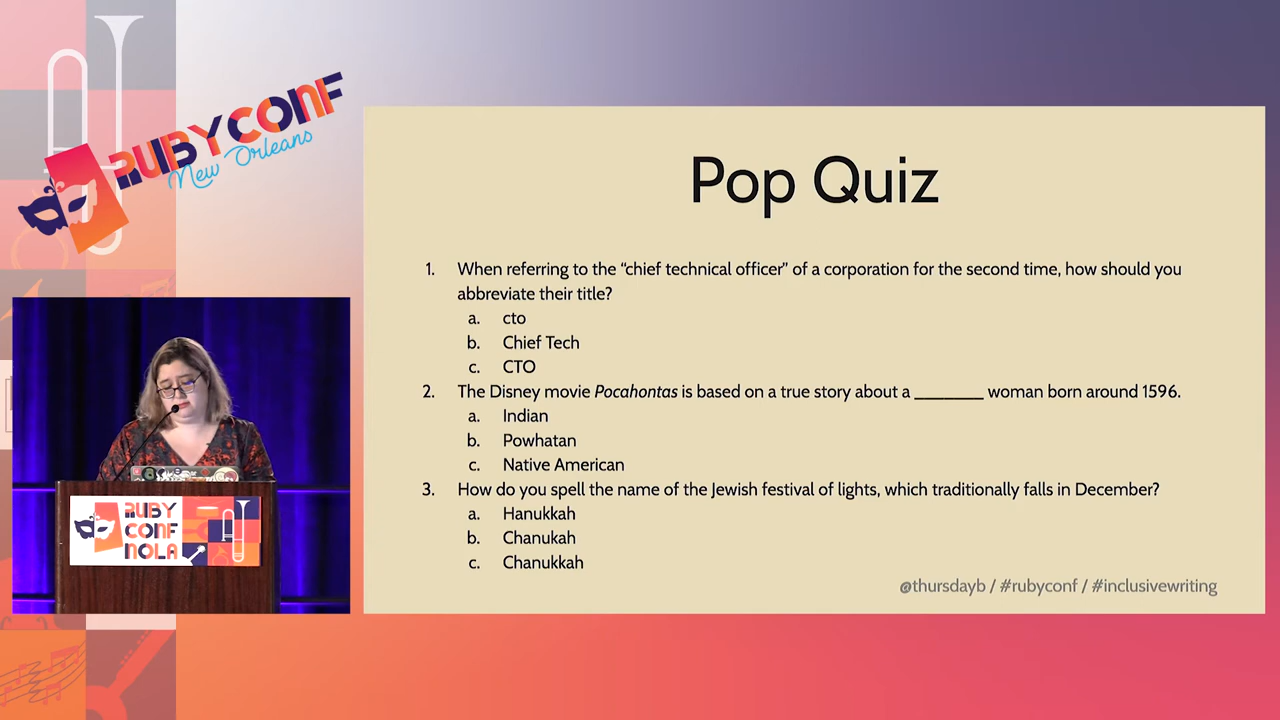 RUBYCONF
New Orleans
Pop Quiz
1. When referring to the “chief technical officer” of a corporation for the second time, how should you
abbreviate their title?
a. cto
b. Chief Tech
c. CTO
2. The Disney movie Pocahontas is based on a true story about a _______ woman born around 1596.
a. Indian
b. Powhatan
c. Native American
3. How do you spell the name of the Jewish festival of lights, which traditionally falls in December?
a. Hanukkah
b. Chanukah
c. Chanukkah
@thursdayb / #rubyconf / #inclusivewriting
RUBY
CONF
NOLA